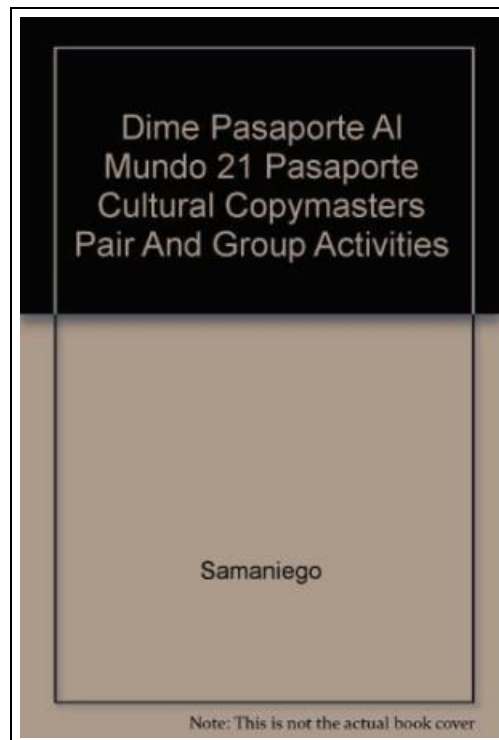 Dime Pasaporte Al
Mundo 21 Pasaporte
Cultural Copymasters
Pair And Group Activities
Samaniego
Note: This is not the actual book cover